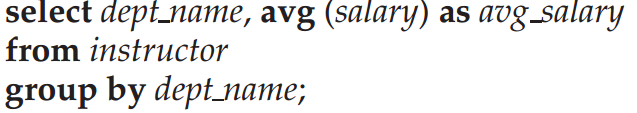 select dept_name, avg (salary) as avg_salary
from instructor
group by dept_name;